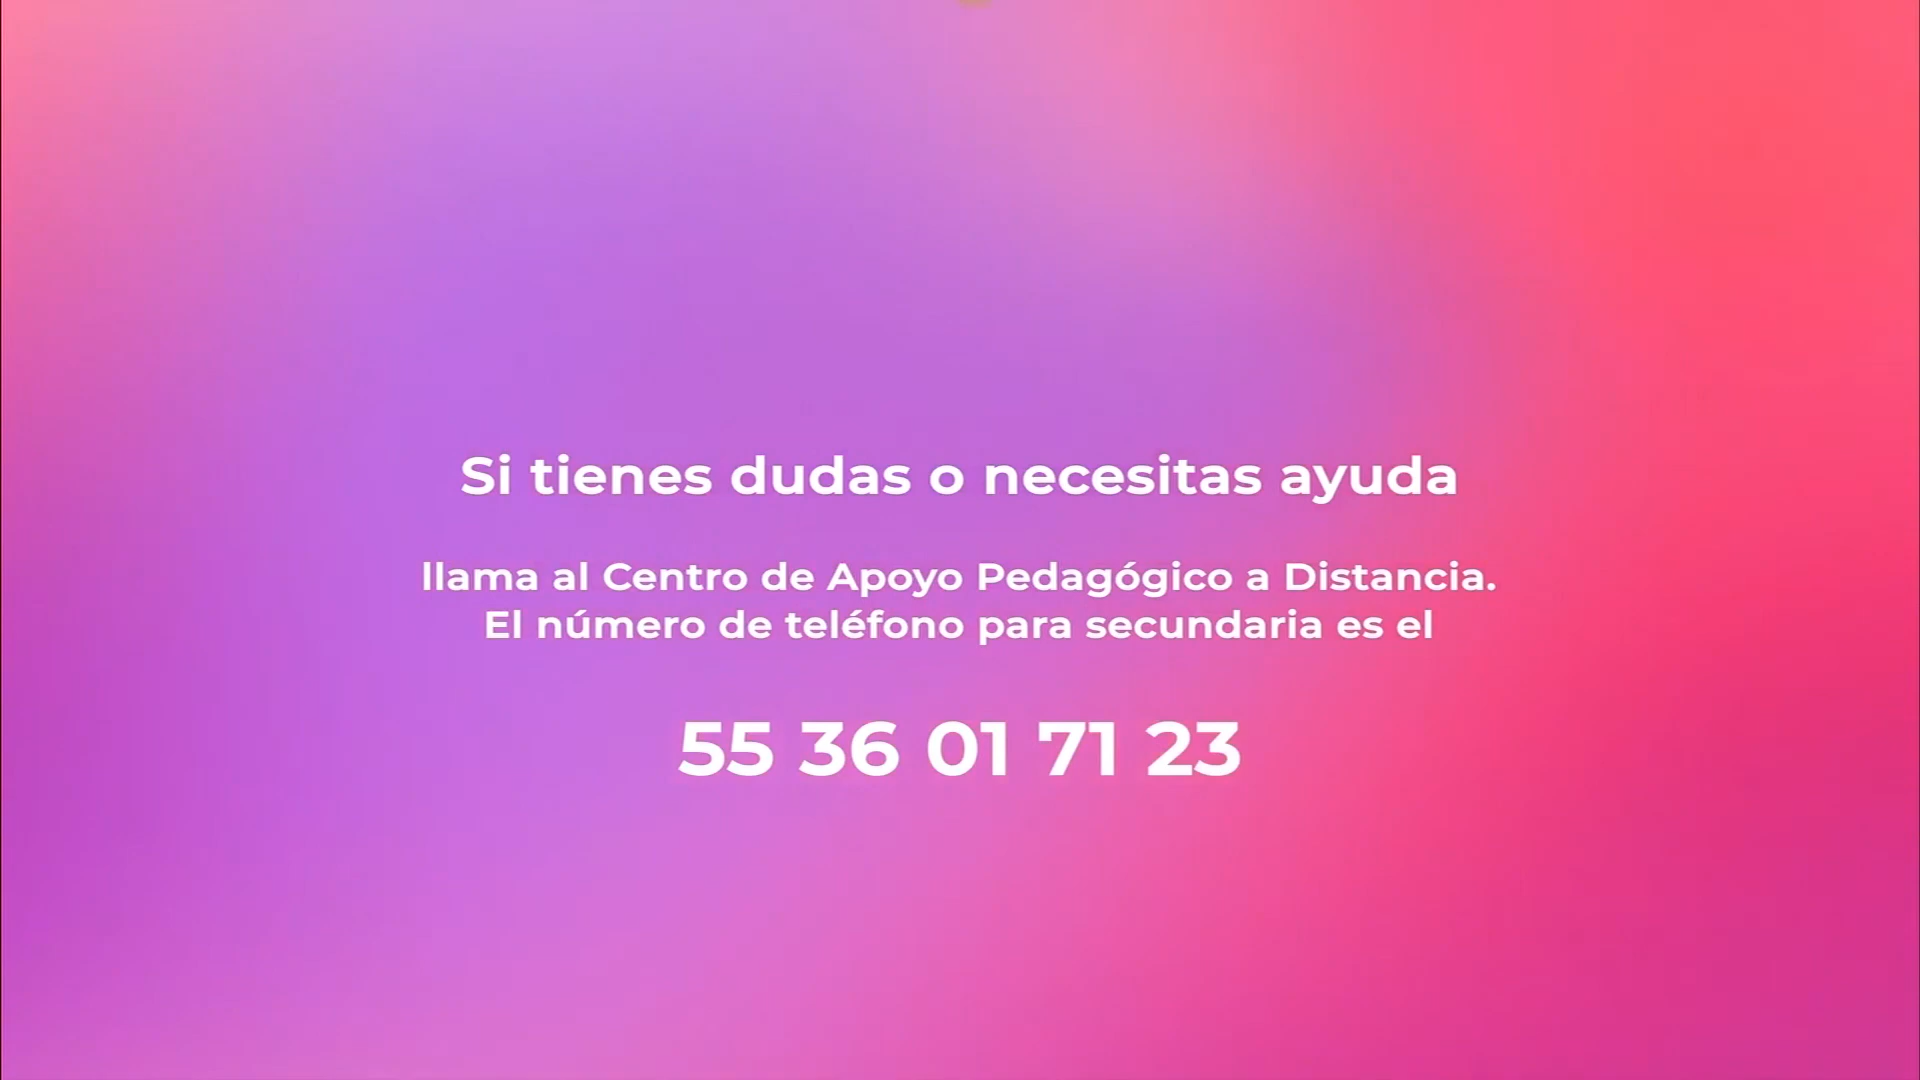 Si tienes dudas o necesitas ayuda
llama al Centro de Apoyo Pedagógico a Distancia.
El número de teléfono para secundaria es el
55 36 01 71 23